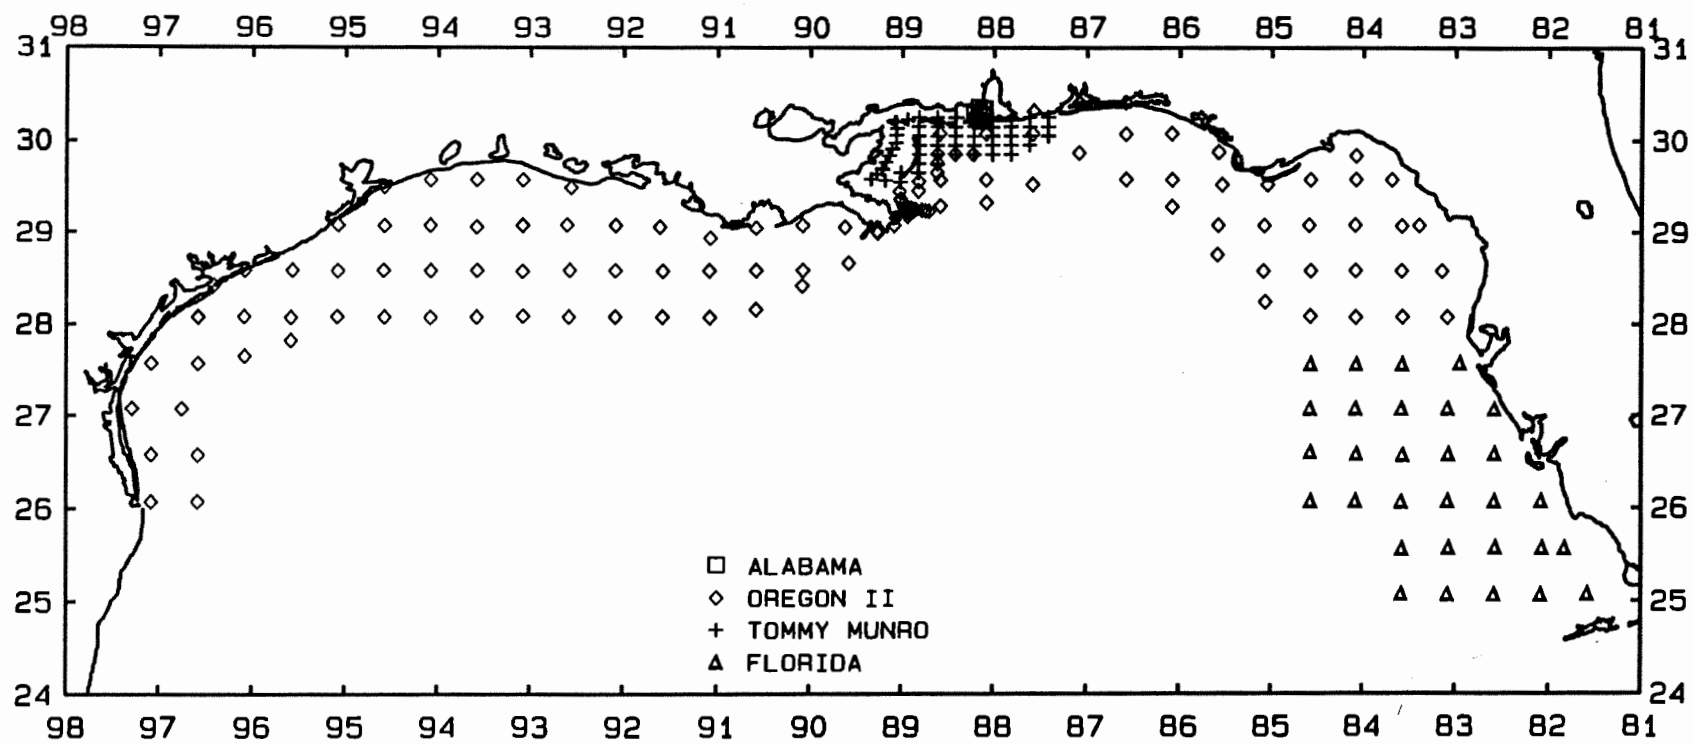 98 97 96 95 94 93 92 91 90 89 88 87 86 85 84 83 82 81
31 31
30 30
29 29
28 28
27 27
26 26
ALABAMA
OREGON II
25 25
TOMMY MUNRO
FLORIDA
24 24
98 97 96 95 94 93 92 91 90 89 88 87 86 85 84 83 82 81